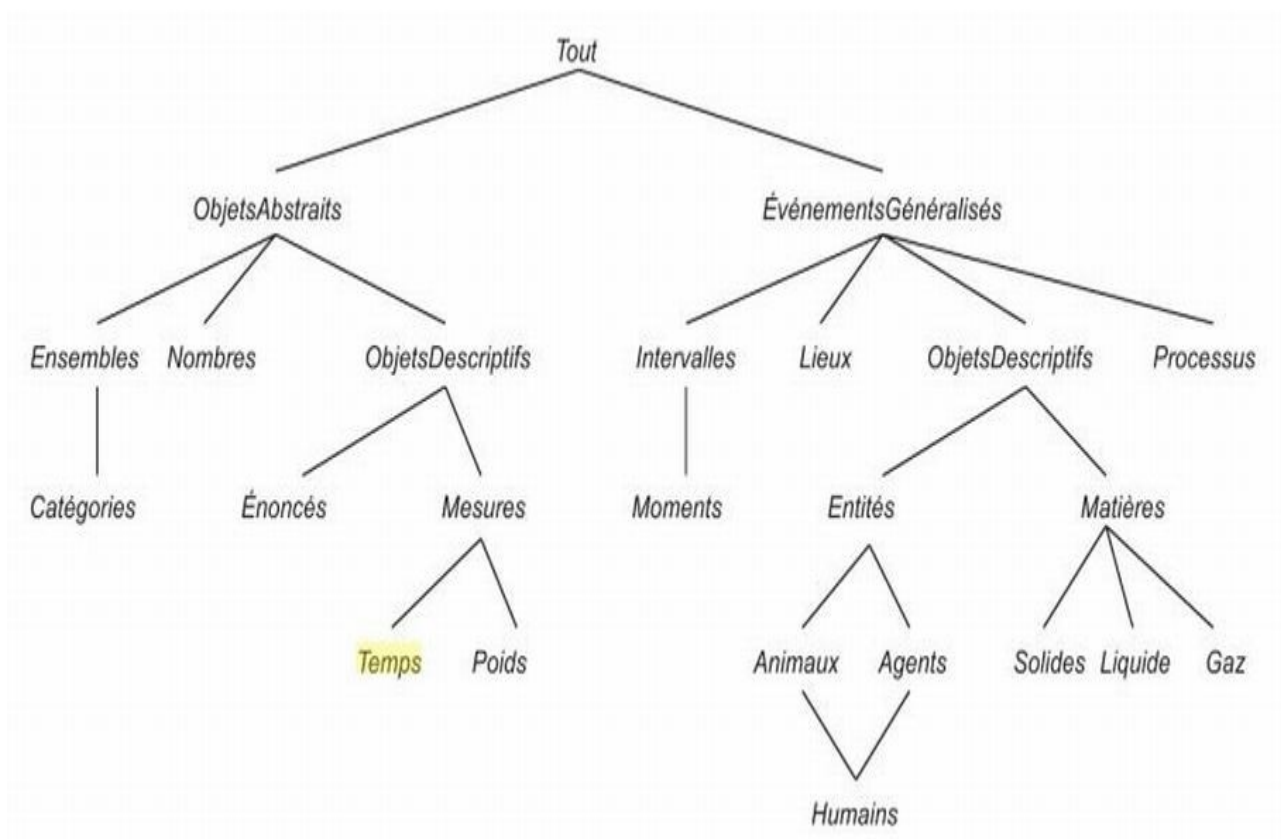 Tout
ObjetsAbstraits ÉvénementsGénéralisés
Ensembles Nombres ObjetsDescriptifs Intervalles Lieux ObjetsDescriptifs Processus
Catégories Énoncés Mesures Moments Entités Matières
Temps Poids Animaux Agents Solides Liquide Gaz
Humains